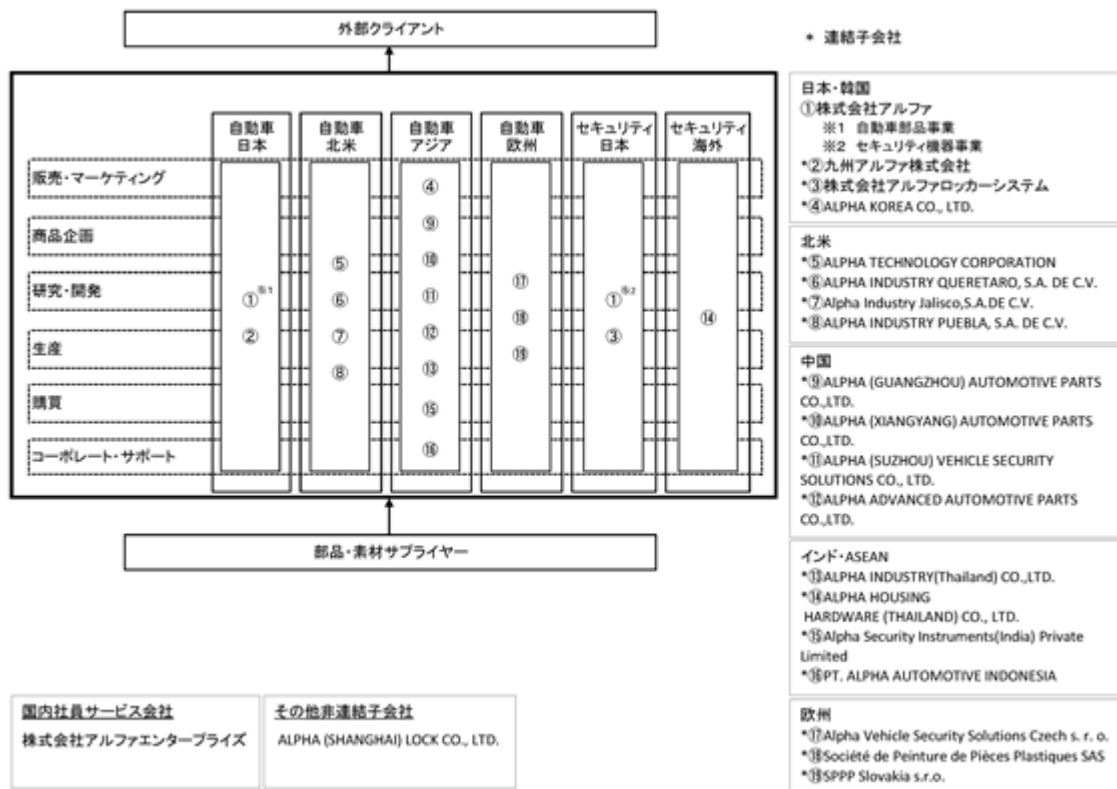 外部クライアント
* 連結子会社
自動車
日本
自動車
北米
自動車
アジア
自動車
欧州
セキュリティ
日本
セキュリティ
海外
販売・マーケティング
商品企画
研究・開発
生産
購買
コーポレート・サポート
①※1
②
⑤
⑥
⑦
⑧
④
⑨
⑩
⑪
⑫
⑬
⑮
⑯
⑰
⑱
⑲
①※2
③
⑭
部品・素材サプライヤー
日本・韓国
①株式会社アルファ
※1 自動車部品事業
※2 セキュリティ機器事業
*②九州アルファ株式会社
*③株式会社アルファロッカーシステム
*④ALPHA KOREA CO., LTD.
北米
*⑤ALPHA TECHNOLOGY CORPORATION
*⑥ALPHA INDUSTRY QUERETARO, S.A. DE C.V.
*⑦Alpha Industry Jalisco,S.A.DE C.V.
*⑧ALPHA INDUSTRY PUEBLA, S.A. DE C.V.
中国
*⑨ALPHA (GUANGZHOU) AUTOMOTIVE PARTS
CO.,LTD.
*⑩ALPHA (XIANGYANG) AUTOMOTIVE PARTS
CO.,LTD.
*⑪ALPHA (SUZHOU) VEHICLE SECURITY
SOLUTIONS CO., LTD.
*⑫ALPHA ADVANCED AUTOMOTIVE PARTS
CO.,LTD.
インド・ASEAN
*⑬ALPHA INDUSTRY(Thailand) CO.,LTD.
*⑭ALPHA HOUSING
HARDWARE (THAILAND) CO., LTD.
*⑮Alpha Security Instruments(India) Private
Limited
*⑯PT. ALPHA AUTOMOTIVE INDONESIA
欧州
*⑰Alpha Vehicle Security Solutions Czech s. r. o.
*⑱Société de Peinture de Pièces Plastiques SAS
*⑲SPPP Slovakia s.r.o.
国内社員サービス会社
株式会社アルファエンタープライズ
その他非連結子会社
ALPHA (SHANGHAI) LOCK CO., LTD.